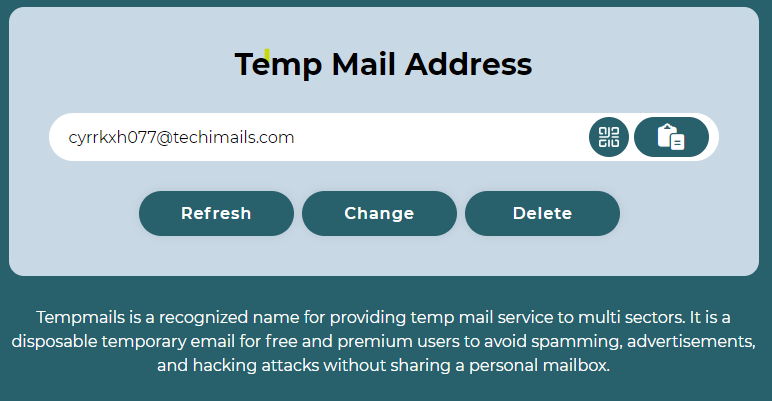 Temp Mail Address
cyrrkxh077@techimails.com
Refresh Change Delete
Tempmails is a recognized name for providing temp mail service to multi sectors. It is a
disposable temporary email for free and premium users to avoid spamming, advertisements,
and hacking attacks without sharing a personal mailbox.